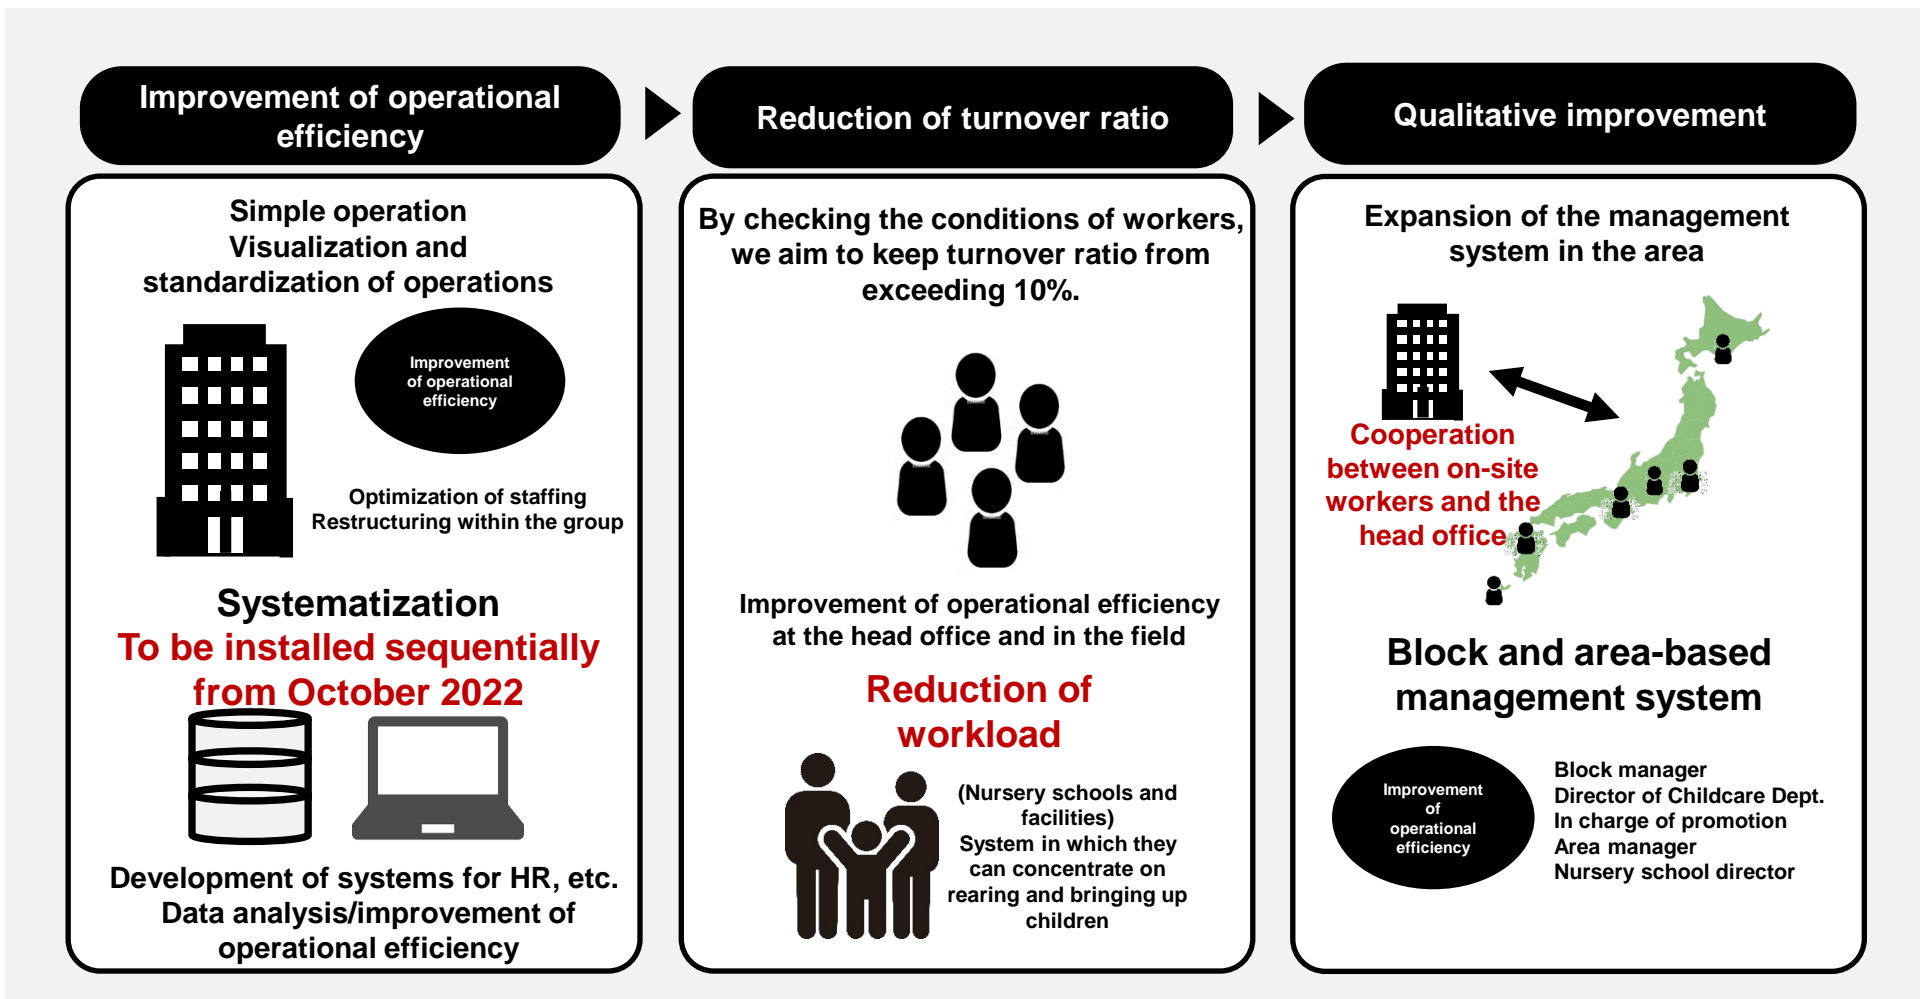 Improvement of operational
efficiency
Simple operation
Visualization and
standardization of operations
Improvement
of operational
efficiency
Optimization of staffing
Restructuring within the group
Systematization
To be installed sequentially
from October 2022
Development of systems for HR, etc.
Data analysis/improvement of
operational efficiency
Reduction of turnover ratio
By checking the conditions of workers,
we aim to keep turnover ratio from
exceeding 10%.
Improvement of operational efficiency
at the head office and in the field
Reduction of
workload
(Nursery schools and
facilities)
System in which they
can concentrate on
rearing and bringing up
children
Qualitative improvement
Expansion of the management
system in the area
Cooperation
between on-site
workers and the
head office
Block and area-based
management system
Improvement
of
operational
efficiency
Block manager
Director of Childcare Dept.
In charge of promotion
Area manager
Nursery school director